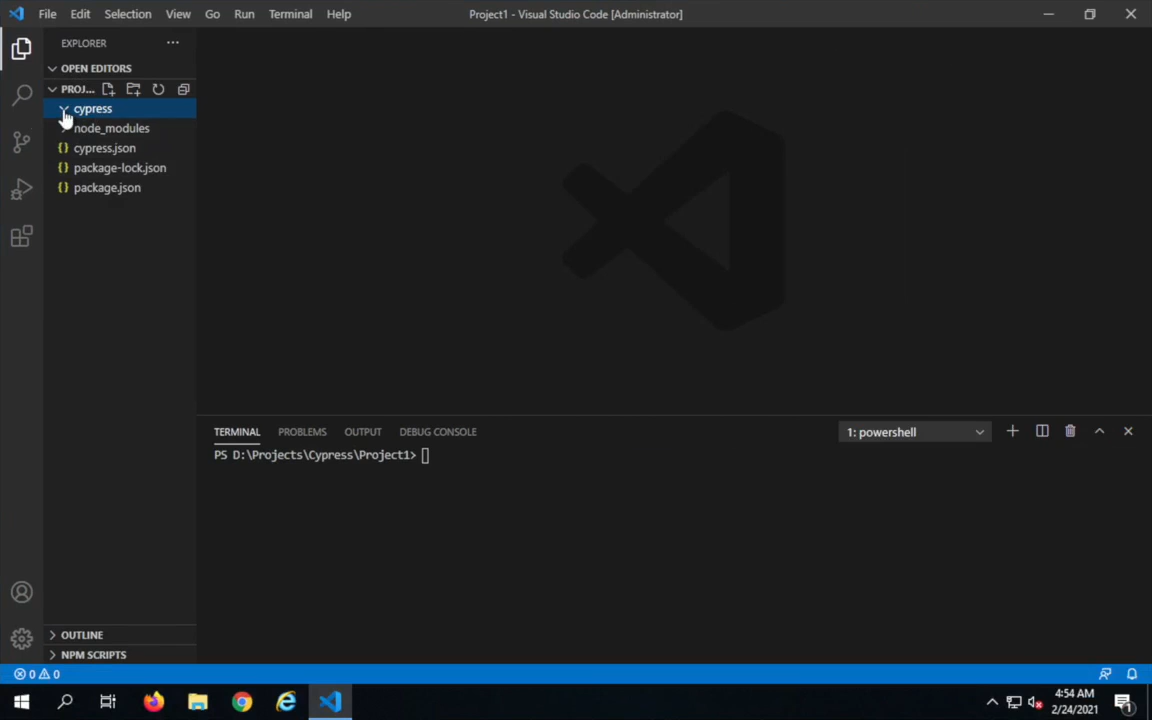 File Edit Selection View Go Run Terminal Help
Project1 - Visual Studio Code [Administrator]
EXPLORER
OPEN EDITORS
PROJ...
cypress
node_modules
cypress.json
package-lock.json
package.json
TERMINAL PROBLEMS OUTPUT DEBUG CONSOLE
1: powershell
PS D:\Projects\Cypress\Project1>
OUTLINE
NPM SCRIPTS
0 0
4:54 AM
2/24/2021
1